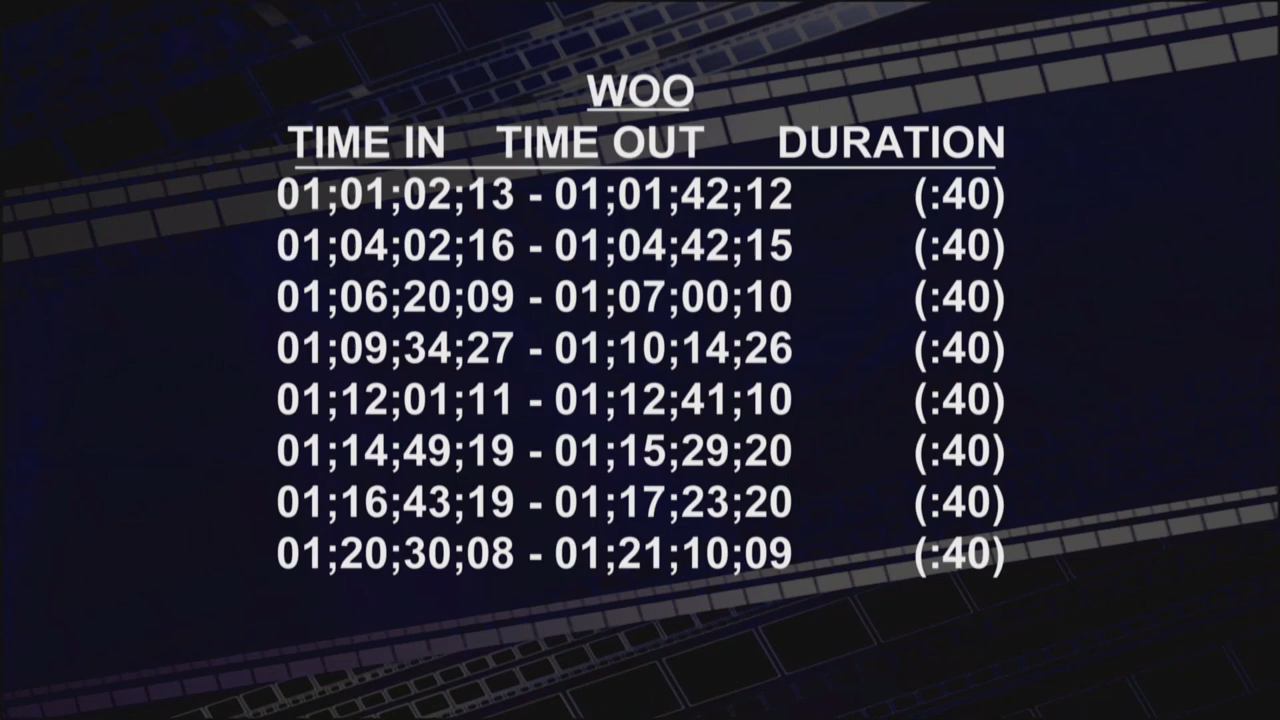 WOO
TIME IN TIME OUT DURATION
01;01;02;13 - 01;01;42;12 (:40)
01;04;02;16 - 01;04;42;15 (:40)
01;06;20;09 - 01;07;00;10 (:40)
01;09;34;27 - 01;10;14;26 (:40)
01;12;01;11 - 01;12;41;10 (:40)
01;14;49;19 - 01;15;29;20 (:40)
01;16;43;19 - 01;17;23;20 (:40)
01;20;30;08 - 01;21;10;09 (:40)